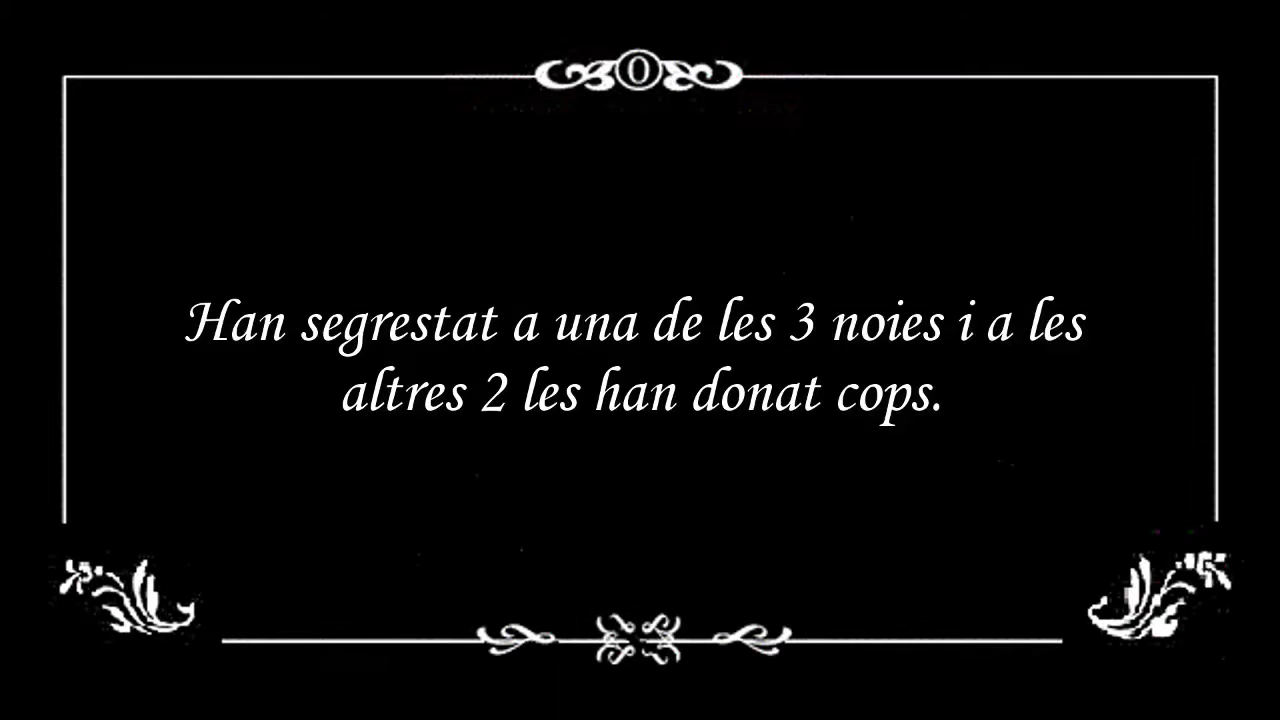 Han segrestat a una de les 3 noies i a les
altres 2 les han donat cops.